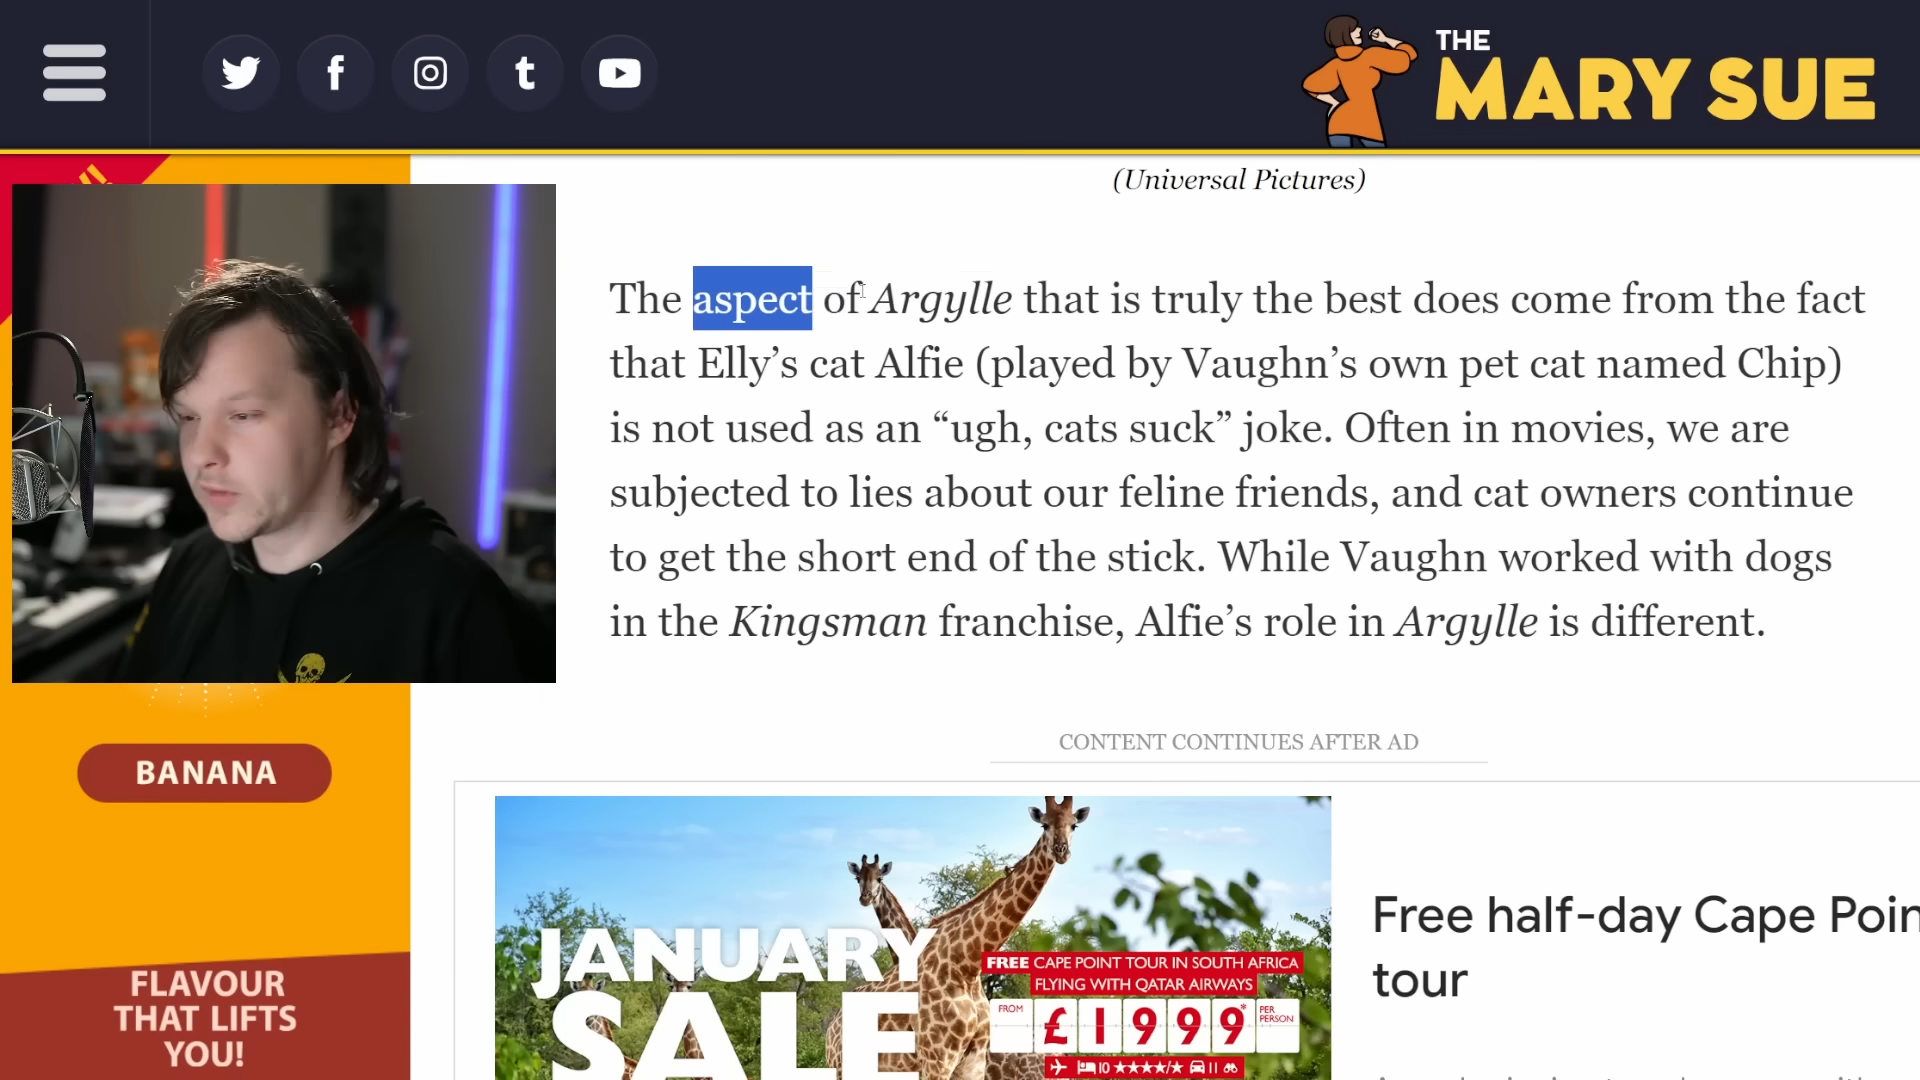 THE
MARY SUE
(Universal Pictures)
The aspect of Argylle that is truly the best does come from the fact
that Elly’s cat Alfie (played by Vaughn’s own pet cat named Chip)
is not used as an “ugh, cats suck” joke. Often in movies, we are
subjected to lies about our feline friends, and cat owners continue
to get the short end of the stick. While Vaughn worked with dogs
in the Kingsman franchise, Alfie’s role in Argylle is different.
CONTENT CONTINUES AFTER AD
BANANA
FLAVOUR
THAT LIFTS
YOU!
JANUARY
SALE
FREE CAPE POINT TOUR IN SOUTH AFRICA
FLYING WITH QATAR AIRWAYS
FROM £1999* PER PERSON
10 ★★★★/★ 11
Free half-day Cape Poin
tour